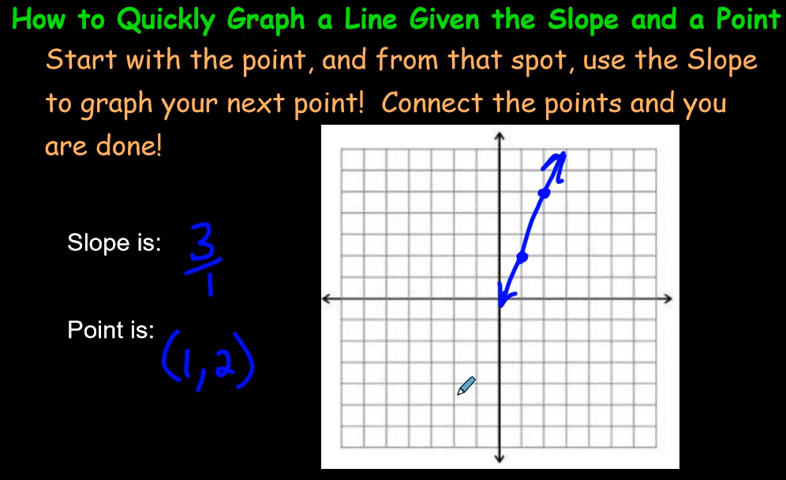 How to Quickly Graph a Line Given the Slope and a Point
Start with the point, and from that spot, use the Slope
to graph your next point! Connect the points and you
are done!
Slope is: 3/1
Point is: (1,2)